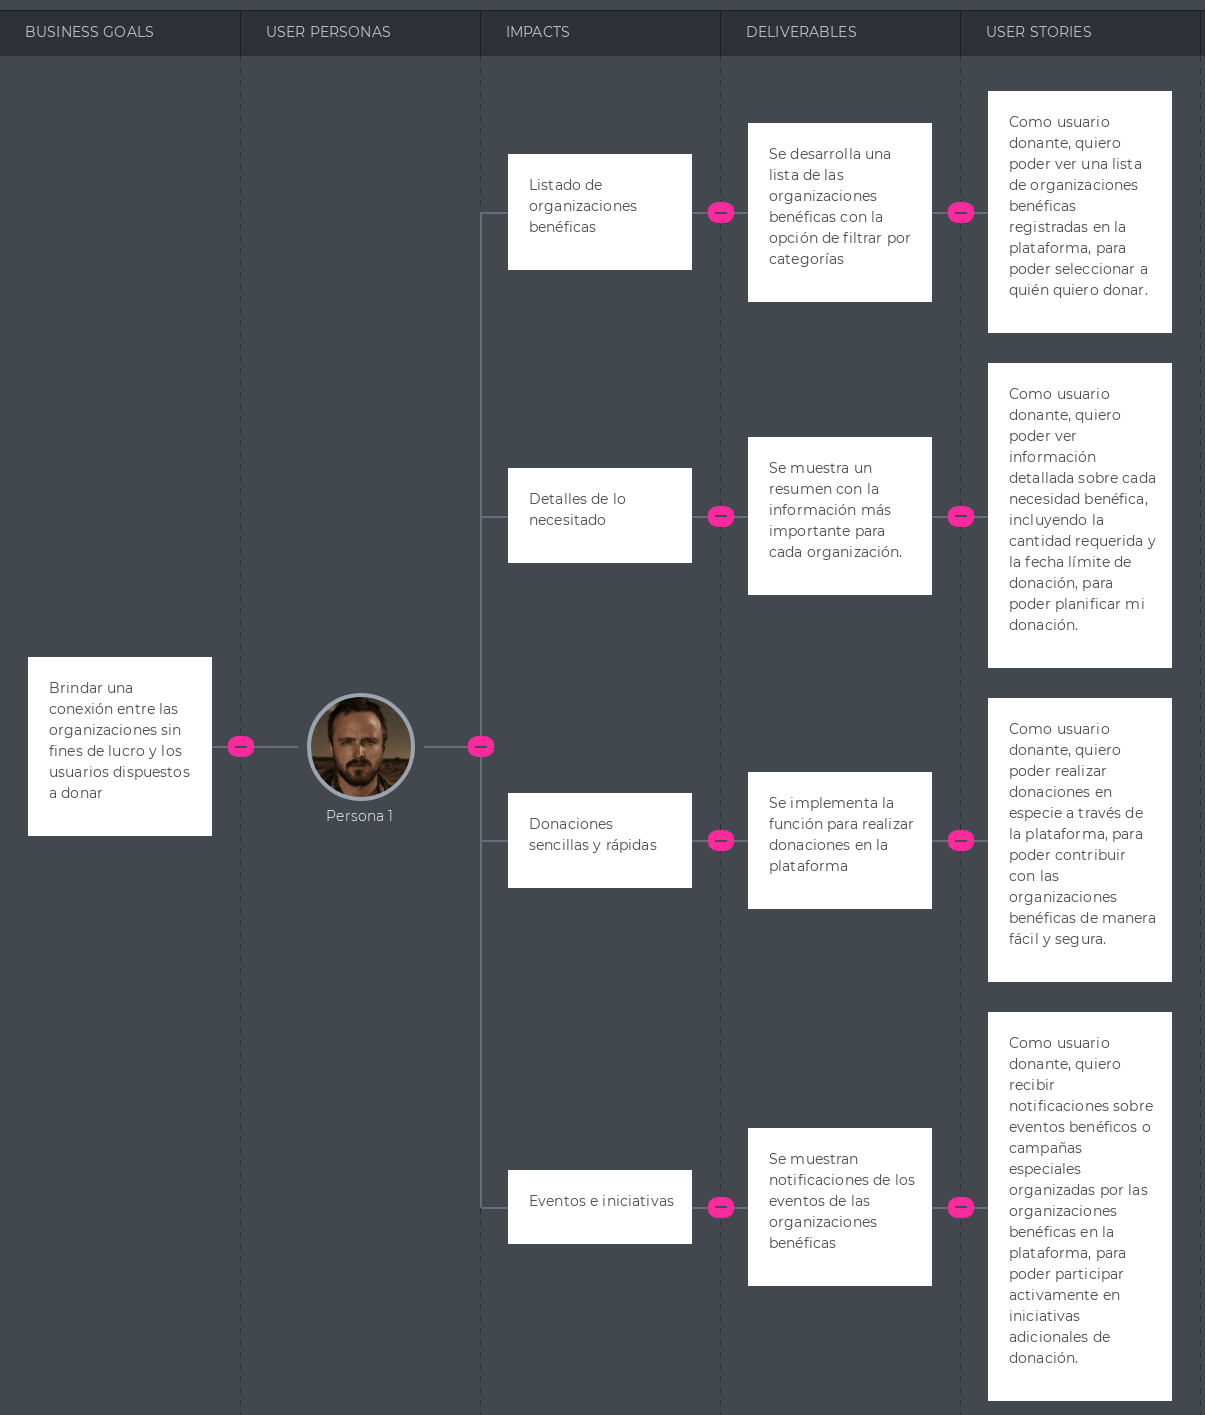 BUSINESS GOALS
USER PERSONAS
IMPACTS
DELIVERABLES
USER STORIES
Brindar una
conexión entre las
organizaciones sin
fines de lucro y los
usuarios dispuestos
a donar
Persona 1
Listado de
organizaciones
benéficas
Se desarrolla una
lista de las
organizaciones
benéficas con la
opción de filtrar por
categorías
Como usuario
donante, quiero
poder ver una lista
de organizaciones
benéficas
registradas en la
plataforma, para
poder seleccionar a
quién quiero donar.
Detalles de lo
necesitado
Se muestra un
resumen con la
información más
importante para
cada organización.
Como usuario
donante, quiero
poder ver
información
detallada sobre cada
necesidad benéfica,
incluyendo la
cantidad requerida y
la fecha límite de
donación, para
poder planificar mi
donación.
Donaciones
sencillas y rápidas
Se implementa la
función para realizar
donaciones en la
plataforma
Como usuario
donante, quiero
poder realizar
donaciones en
especie a través de
la plataforma, para
poder contribuir
con las
organizaciones
benéficas de manera
fácil y segura.
Eventos e iniciativas
Se muestran
notificaciones de los
eventos de las
organizaciones
benéficas
Como usuario
donante, quiero
recibir
notificaciones sobre
eventos benéficos o
campañas
especiales
organizadas por las
organizaciones
benéficas en la
plataforma, para
poder participar
activamente en
iniciativas
adicionales de
donación.